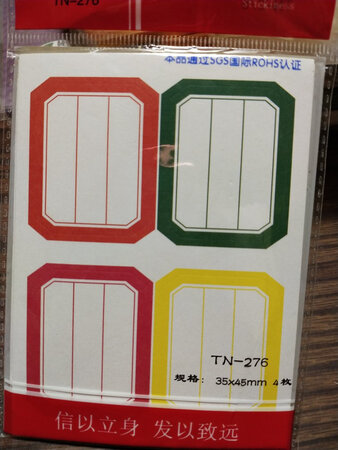 TN-276
Stickiness
本品通过SGS国际ROHS认证
TN-276
规格： 35x45mm 4枚
信以立身 发以致远